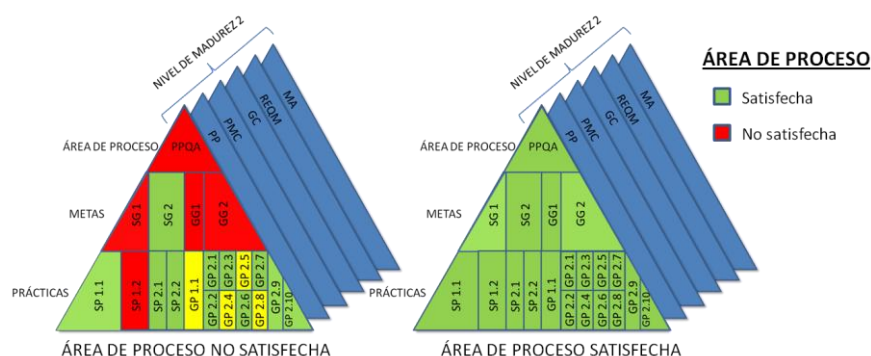 NIVEL DE MADUREZ 2
PP
PMC
GC
REQM
MA
ÁREA DE PROCESO
PPQA
METAS
SG 1
SG 2
GG1
GG 2
PRÁCTICAS
SP 1.1
SP 1.2
SP 2.1
SP 2.2
GP 1.1
GP 2.1
GP 2.2
GP 2.3
GP 2.4
GP 2.5
GP 2.6
GP 2.7
GP 2.8
GP 2.9
GP 2.10
ÁREA DE PROCESO NO SATISFECHA
NIVEL DE MADUREZ 2
PP
PMC
GC
REQM
MA
ÁREA DE PROCESO
PPQA
METAS
SG 1
SG 2
GG1
GG 2
PRÁCTICAS
SP 1.1
SP 1.2
SP 2.1
SP 2.2
GP 1.1
GP 2.1
GP 2.2
GP 2.3
GP 2.4
GP 2.5
GP 2.6
GP 2.7
GP 2.8
GP 2.9
GP 2.10
ÁREA DE PROCESO SATISFECHA
ÁREA DE PROCESO
Satisfecha
No satisfecha